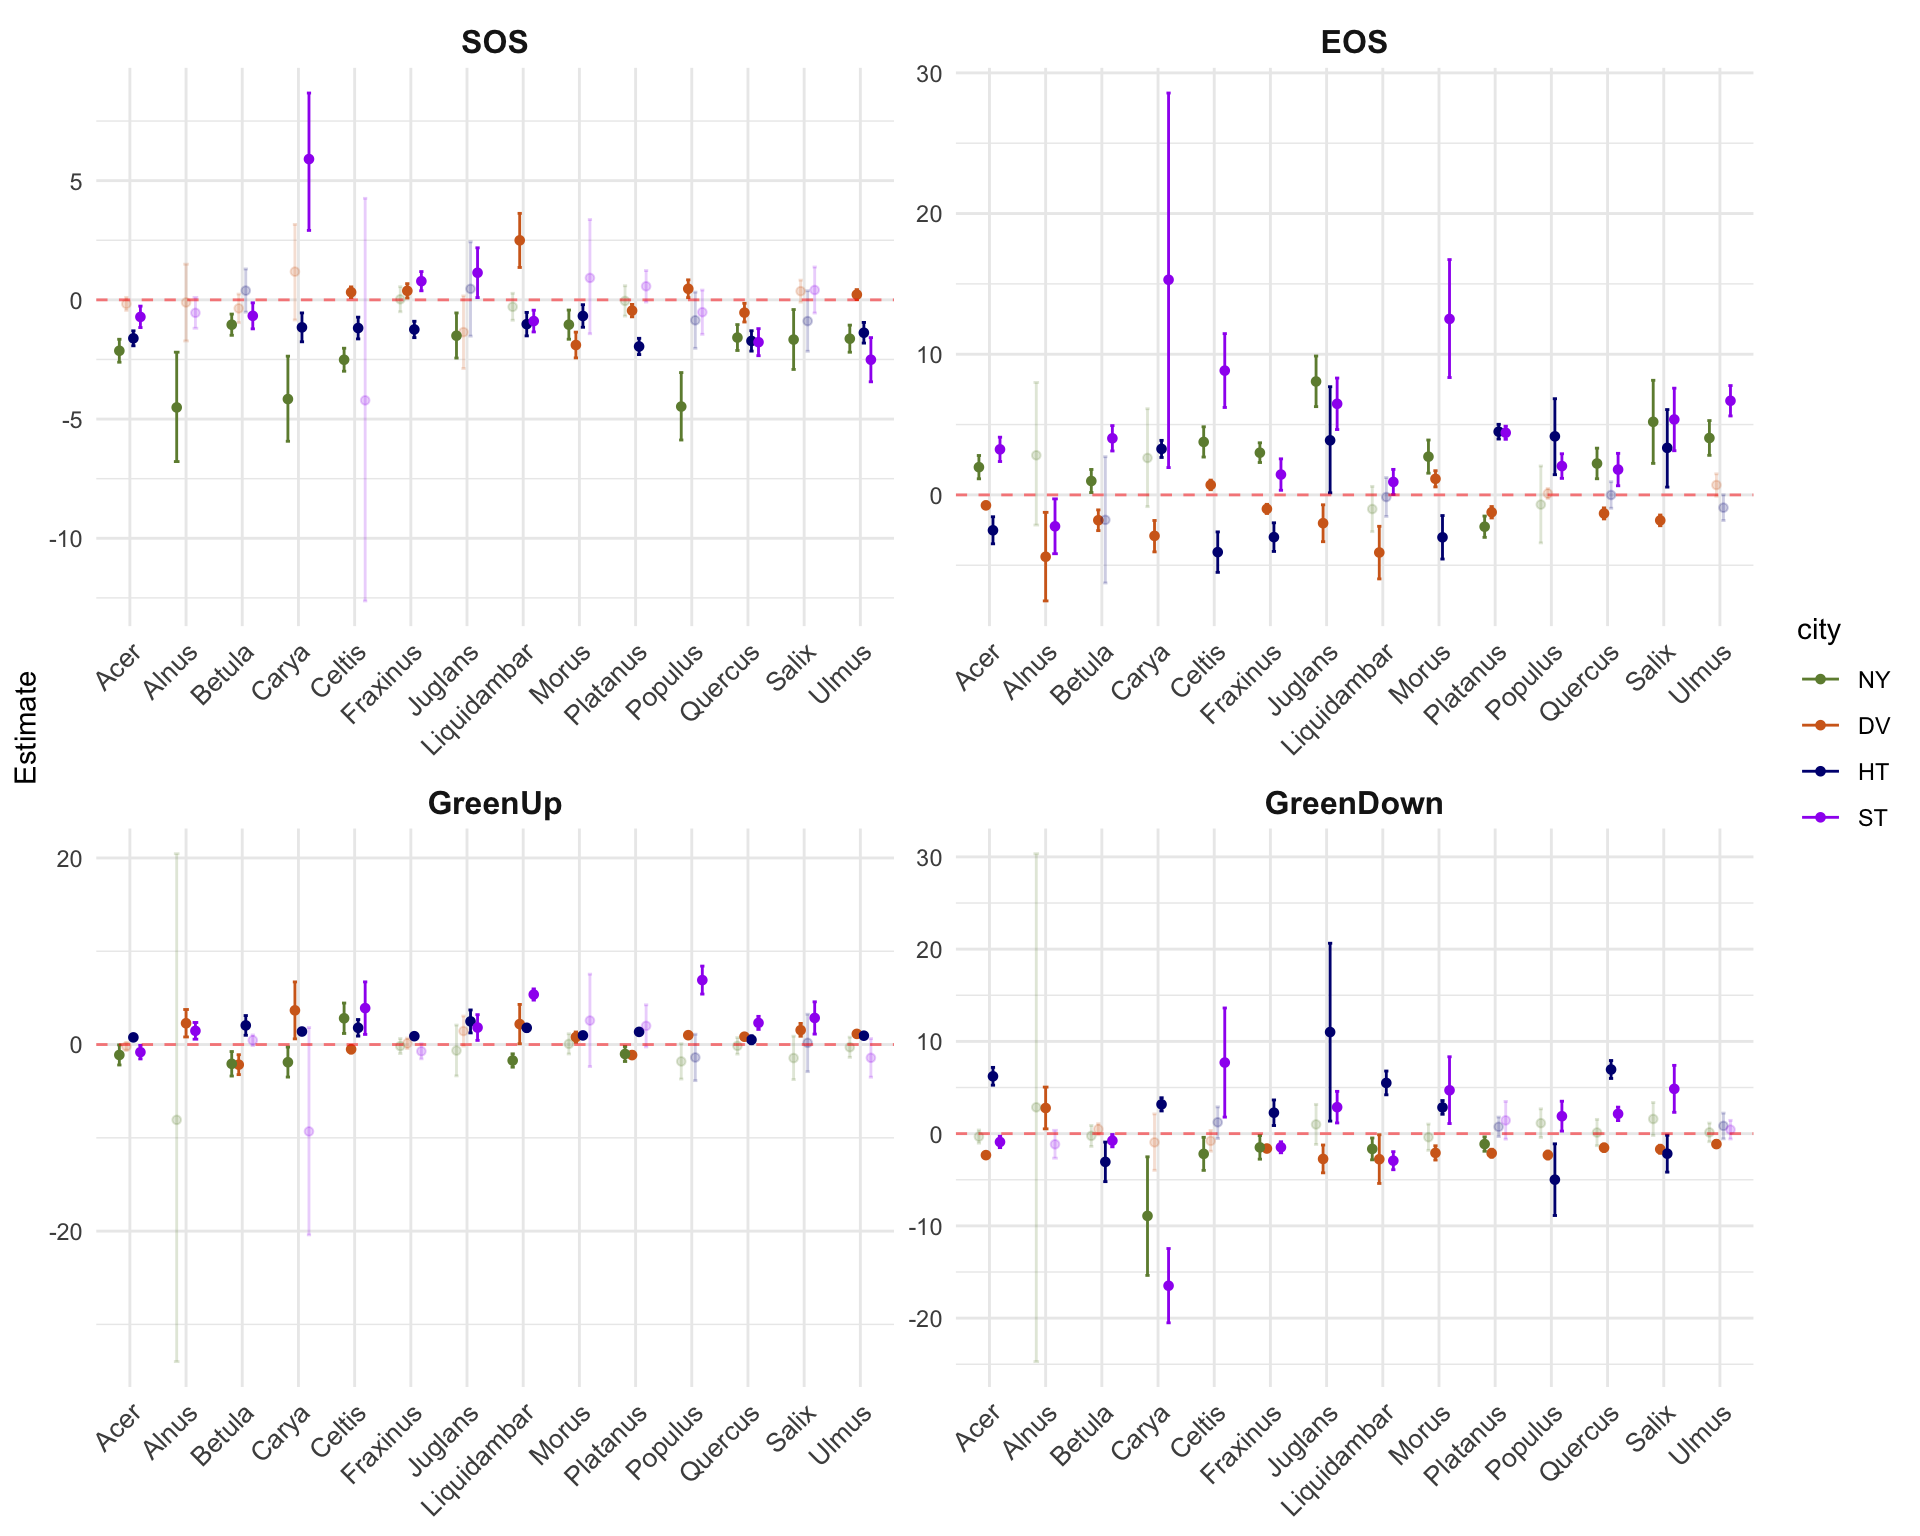 SOS
5
0
-5
-10
Acer
Alnus
Betula
Carya
Celtis
Fraxinus
Juglans
Liquidambar
Morus
Platanus
Populus
Quercus
Salix
Ulmus
EOS
30
20
10
0
Acer
Alnus
Betula
Carya
Celtis
Fraxinus
Juglans
Liquidambar
Morus
Platanus
Populus
Quercus
Salix
Ulmus
Estimate
GreenUp
20
0
-20
Acer
Alnus
Betula
Carya
Celtis
Fraxinus
Juglans
Liquidambar
Morus
Platanus
Populus
Quercus
Salix
Ulmus
GreenDown
30
20
10
0
-10
-20
Acer
Alnus
Betula
Carya
Celtis
Fraxinus
Juglans
Liquidambar
Morus
Platanus
Populus
Quercus
Salix
Ulmus
city
NY
DV
HT
ST